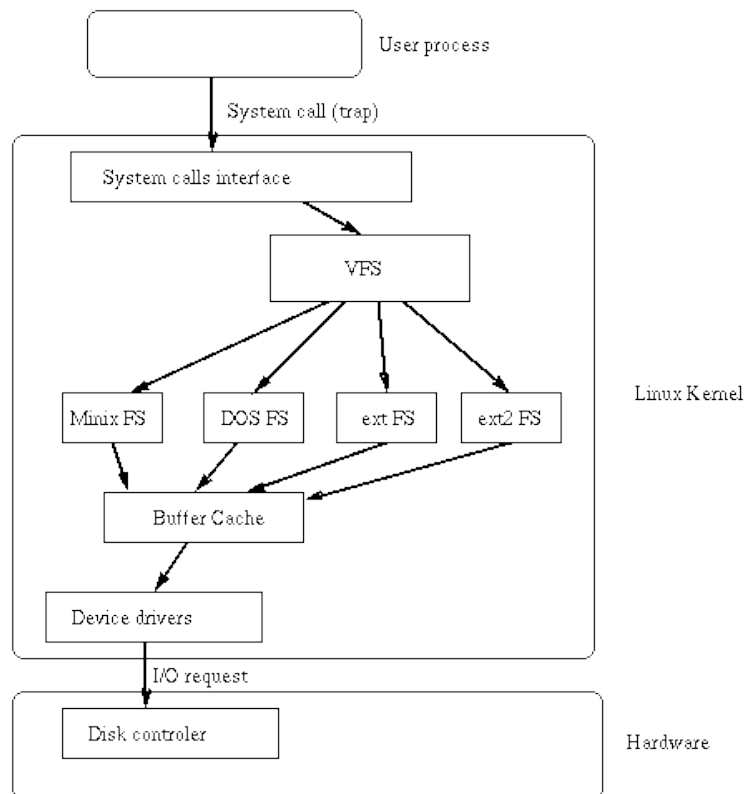 User process
System call (trap)
System calls interface
VFS
Linux Kernel
Minix FS
DOS FS
ext FS
ext2 FS
Buffer Cache
Device drivers
I/O request
Disk controler
Hardware